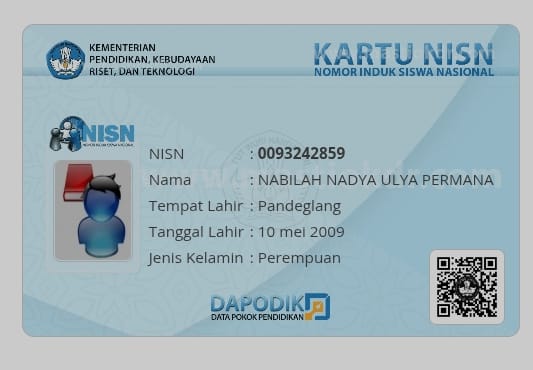 KEMENTERIAN
PENDIDIKAN, KEBUDAYAAN
RISET, DAN TEKNOLOGI
KARTU NISN
NOMOR INDUK SISWA NASIONAL
NISN
NOMOR INDUK SISWA NASIONAL
NISN : 0093242859
Nama : NABILAH NADYA ULYA PERMANA
Tempat Lahir : Pandeglang
Tanggal Lahir : 10 mei 2009
Jenis Kelamin : Perempuan
DAPODIK
DATA POKOK PENDIDIKAN